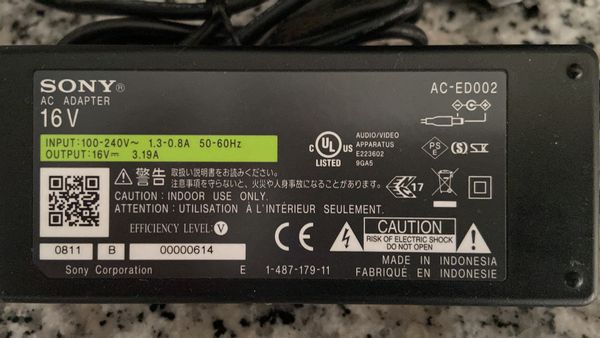 SONY®
AC ADAPTER
16V
AC-ED002
INPUT:100-240V~ 1.3-0.8A 50-60Hz
OUTPUT:16V⎓ 3.19A
C UL US
LISTED
AUDIO/VIDEO
APPARATUS
E223602
9GA5
PS
E
警告 取扱い説明書をお読みください。
注意事項を守らないと、火災や人身事故になることがあります。
17
CAUTION: INDOOR USE ONLY.
ATTENTION: UTILISATION À L'INTÉRIEUR SEULEMENT.
EFFICIENCY LEVEL: V
0811 B 00000614
CE
CAUTION
RISK OF ELECTRIC SHOCK
DO NOT OPEN
MADE IN INDONESIA
FABRIQUÉ EN INDONESIE
Sony Corporation E 1-487-179-11